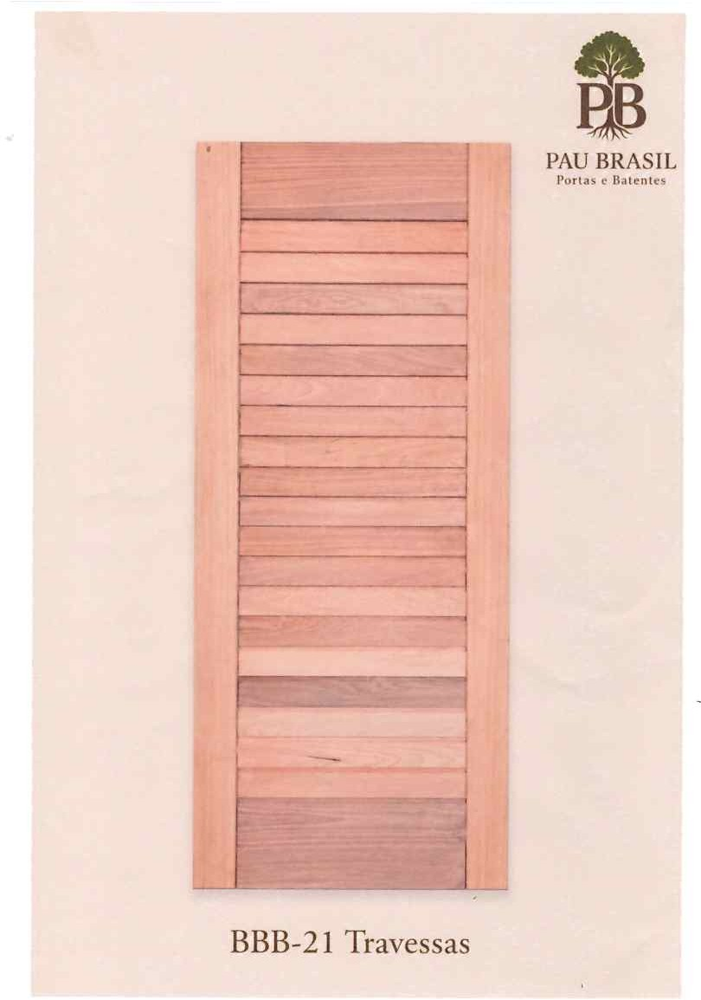 PB
PAU BRASIL
Portas e Batentes
BBB-21 Travessas